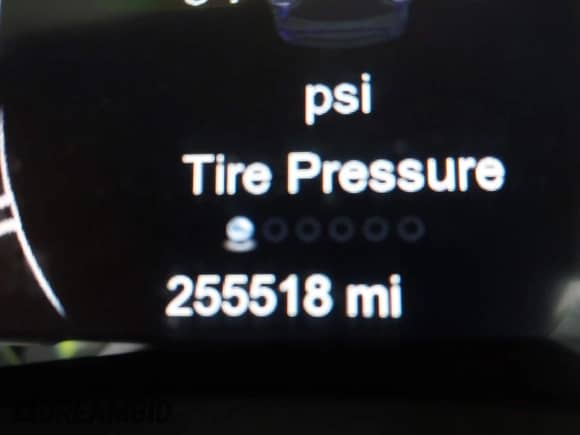 psi
Tire Pressure
255518 mi